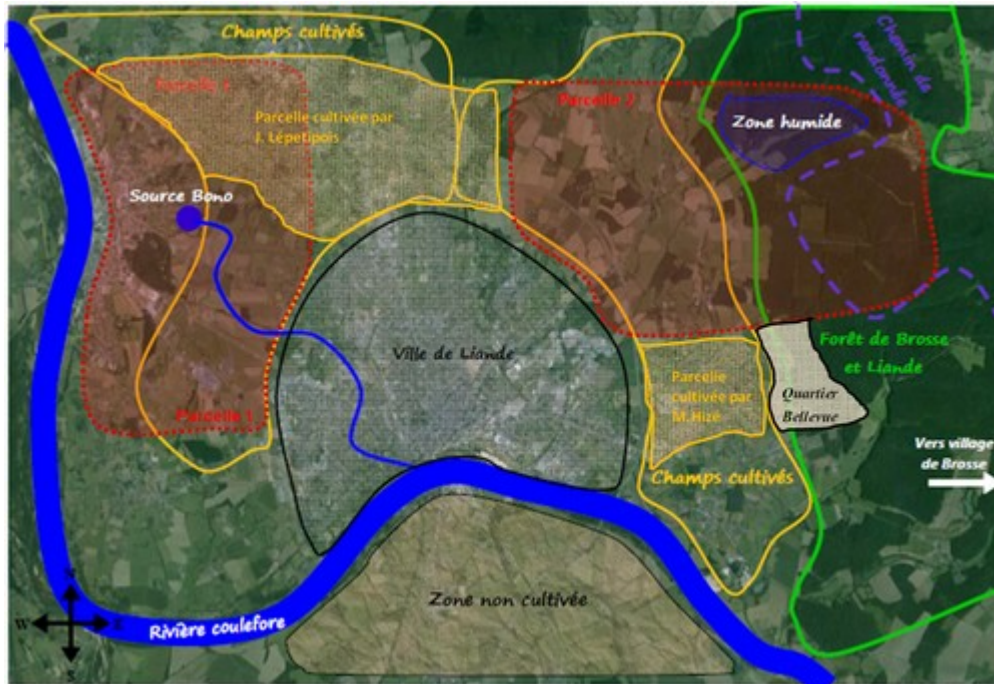 Champs cultivés
Chemin de
randonnée
Parcelle 2
Parcelle cultivée par
J. Lépetipois
Zone humide
Source Bono
Ville de Liande
Forêt de Brosse
et Liande
Parcelle
cultivée par
M. Hizé
Quartier
Bellevue
Parcelle 1
Vers village
de Brosse
Champs cultivés
Zone non cultivée
N
W
E
S
Rivière coulefore